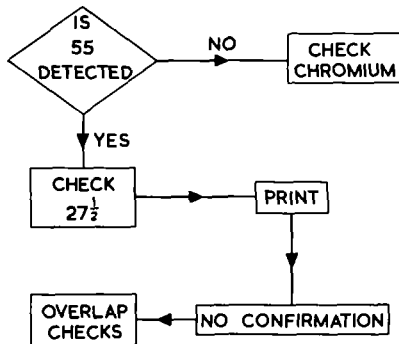 IS
55
DETECTED
NO
CHECK
CHROMIUM
YES
CHECK
27½
PRINT
OVERLAP
CHECKS
NO CONFIRMATION